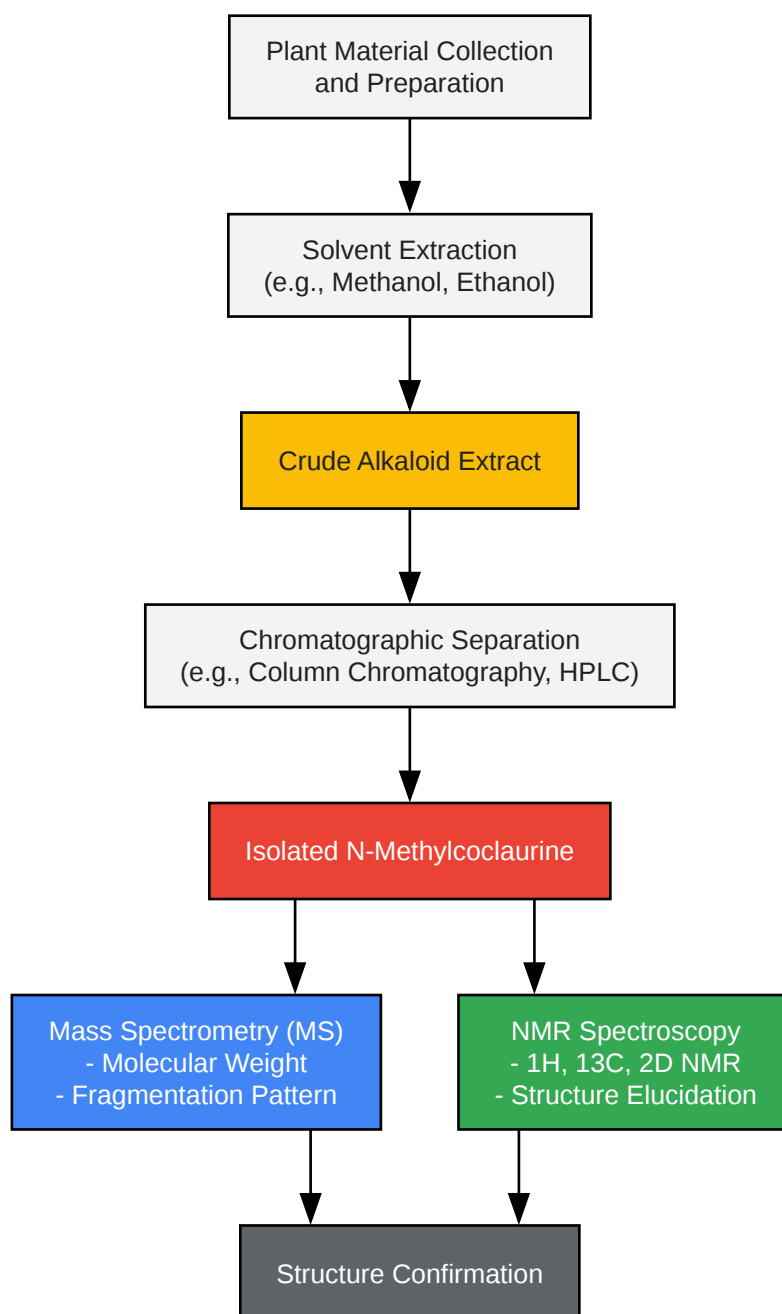 Plant Material Collection
and Preparation
Solvent Extraction
(e.g., Methanol, Ethanol)
Crude Alkaloid Extract
Chromatographic Separation
(e.g., Column Chromatography, HPLC)
Isolated N-Methylcoclaurine
Mass Spectrometry (MS)
- Molecular Weight
- Fragmentation Pattern
NMR Spectroscopy
- 1H, 13C, 2D NMR
- Structure Elucidation
Structure Confirmation